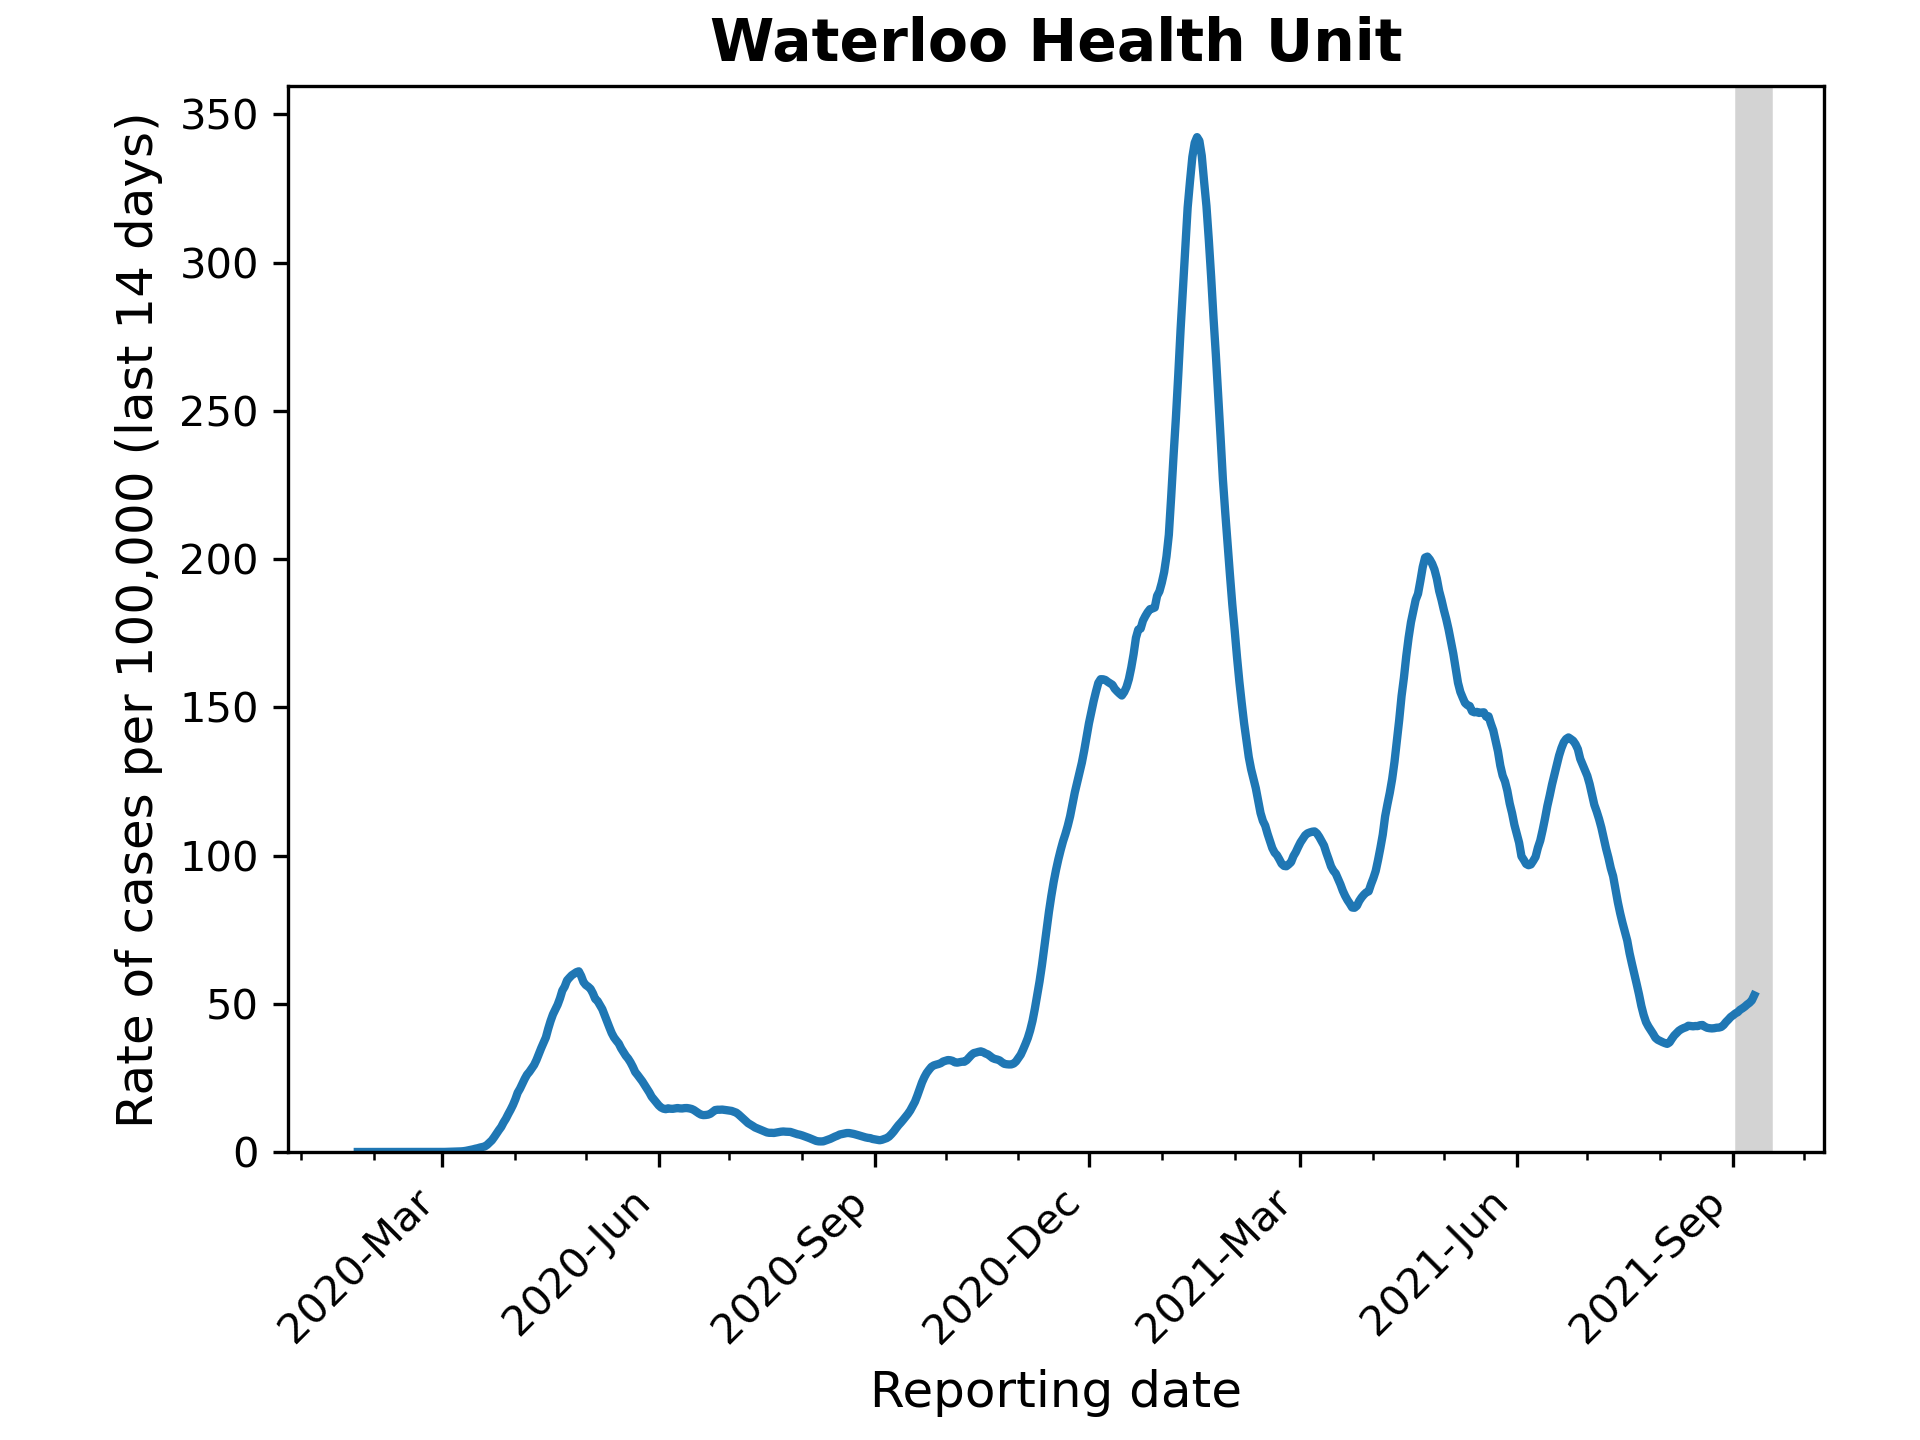 Waterloo Health Unit
Rate of cases per 100,000 (last 14 days)
350
300
250
200
150
100
50
0
2020-Mar
2020-Jun
2020-Sep
2020-Dec
2021-Mar
2021-Jun
2021-Sep
Reporting date